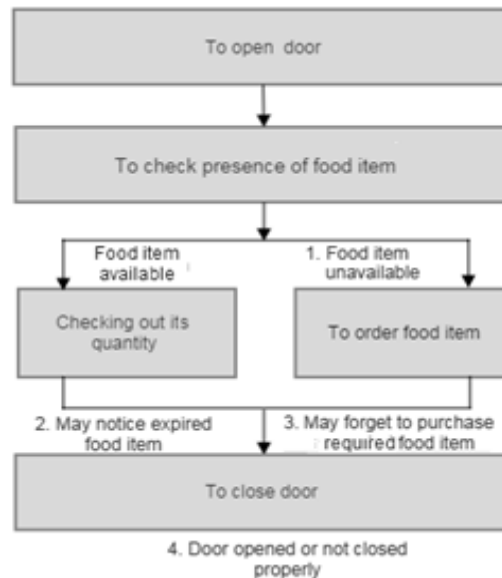 To open door
To check presence of food item
Food item
available
1. Food item
unavailable
Checking out its
quantity
To order food item
2. May notice expired
food item
3. May forget to purchase
required food item
To close door
4. Door opened or not closed
properly